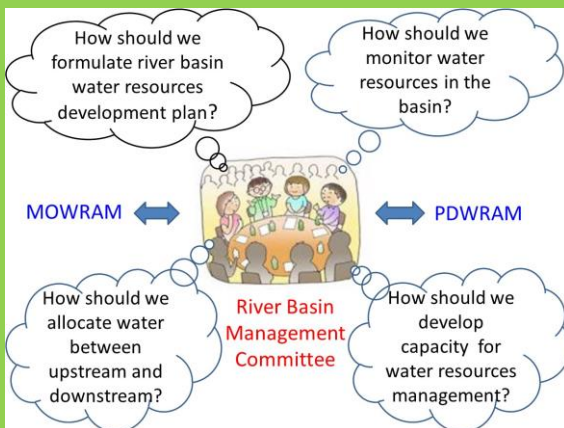 How should we
formulate river basin
water resources
development plan?
How should we
monitor water
resources in the
basin?
MOWRAM
PDWRAM
How should we
allocate water
between
upstream and
downstream?
River Basin
Management
Committee
How should we
develop
capacity for
water resources
management?